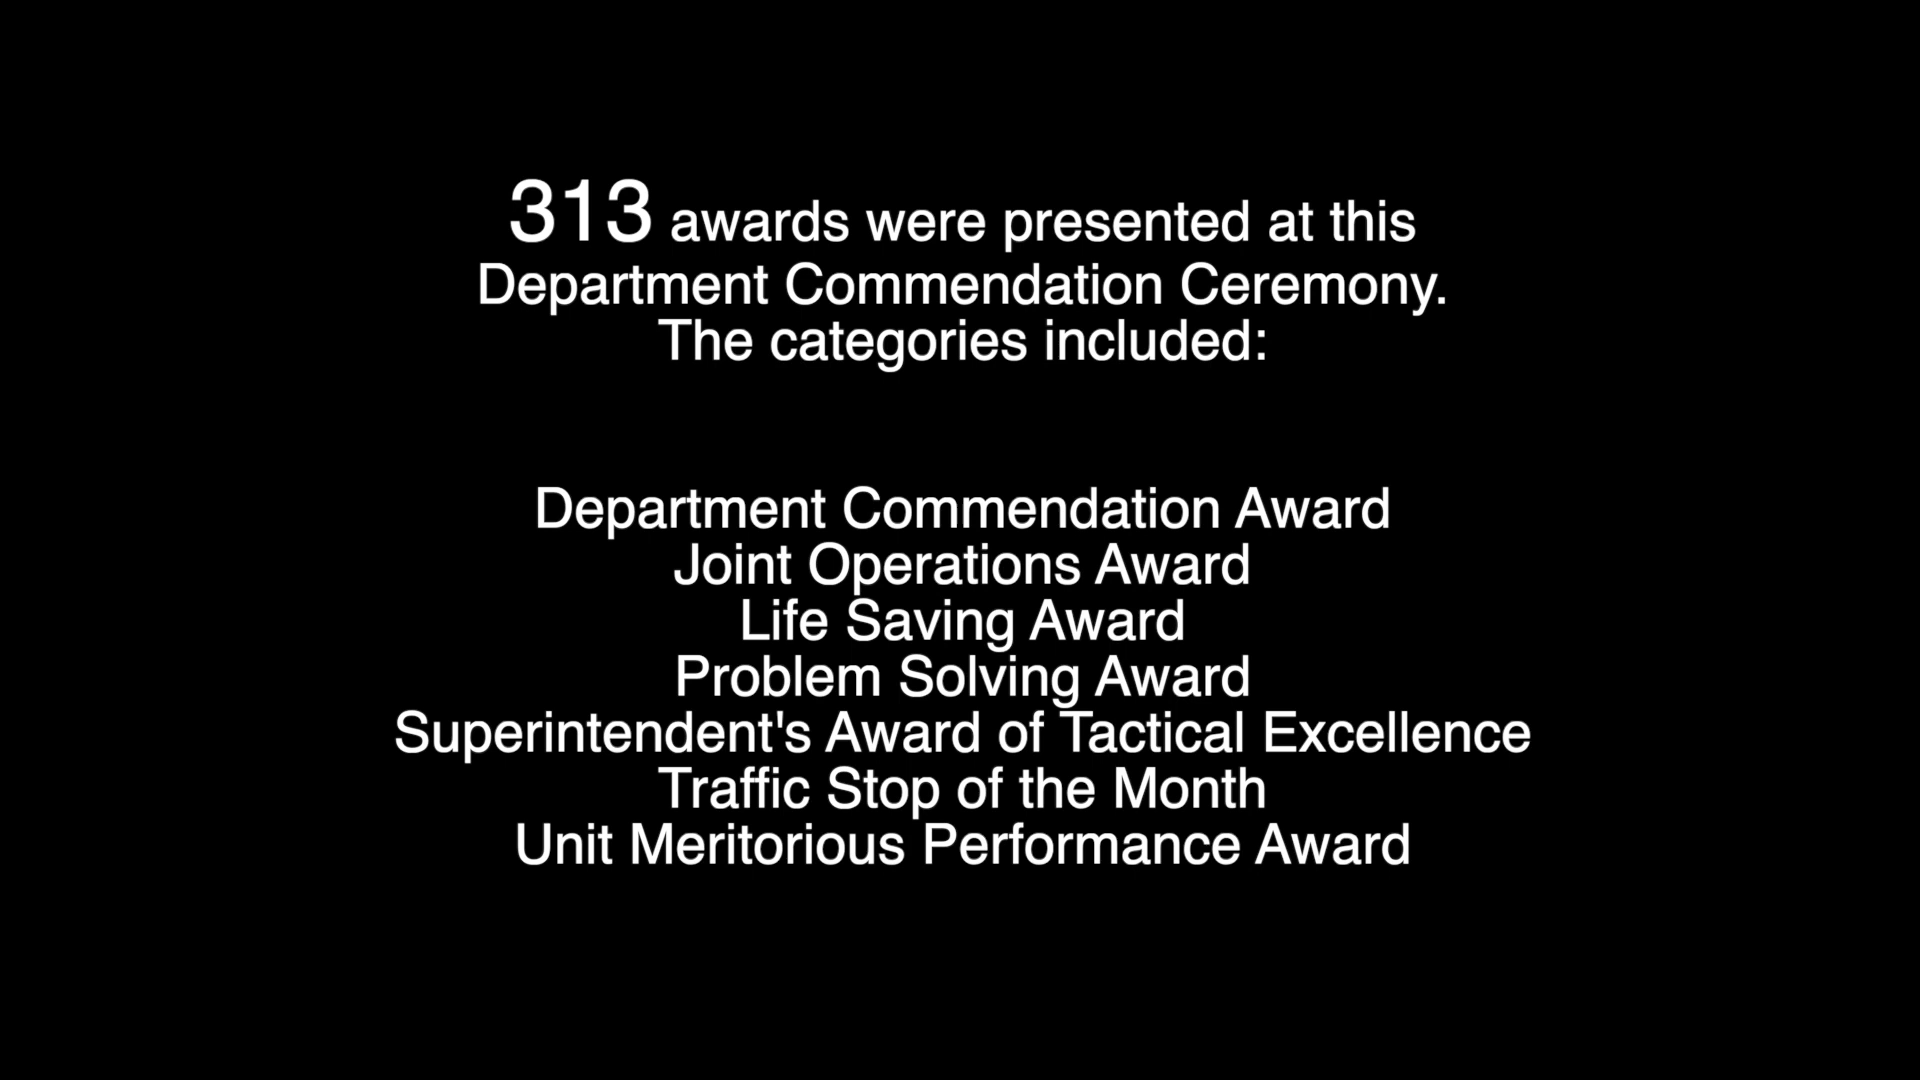 313 awards were presented at this
Department Commendation Ceremony.
The categories included:
Department Commendation Award
Joint Operations Award
Life Saving Award
Problem Solving Award
Superintendent's Award of Tactical Excellence
Traffic Stop of the Month
Unit Meritorious Performance Award